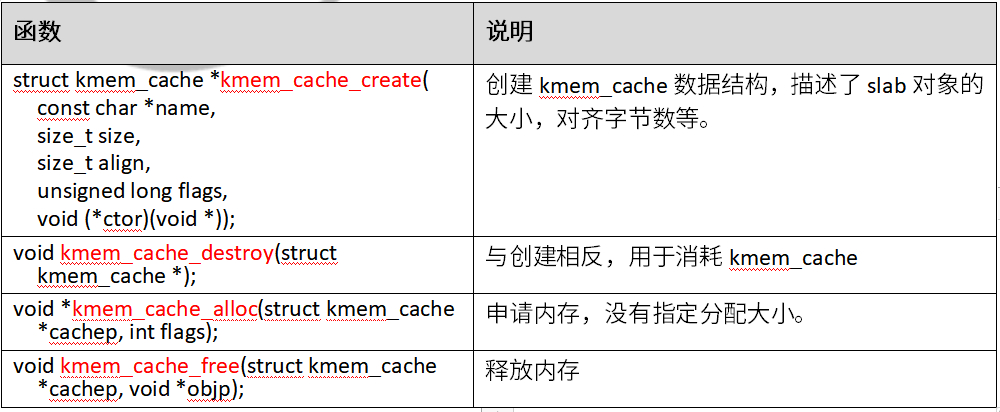 函数
说明
struct kmem_cache *kmem_cache_create(
const char *name,
size_t size,
size_t align,
unsigned long flags,
void (*ctor)(void *));
创建 kmem_cache 数据结构，描述了 slab 对象的
大小，对齐字节数等。
void kmem_cache_destroy(struct
kmem_cache *);
与创建相反，用于消耗 kmem_cache
void *kmem_cache_alloc(struct kmem_cache
*cachep, int flags);
申请内存，没有指定分配大小。
void kmem_cache_free(struct kmem_cache
*cachep, void *objp);
释放内存